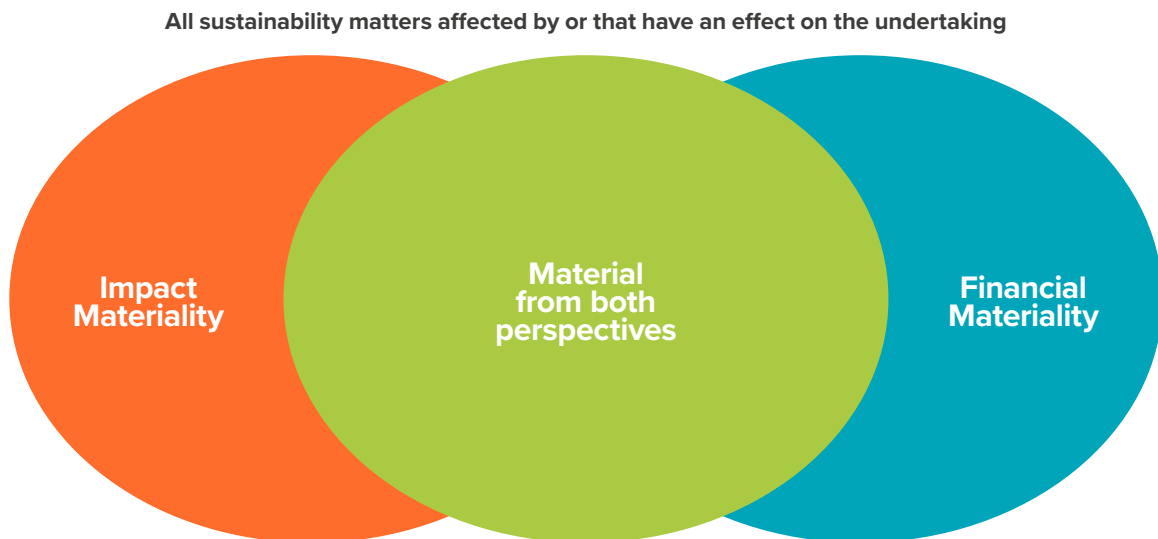 All sustainability matters affected by or that have an effect on the undertaking
Impact
Materiality
Material
from both
perspectives
Financial
Materiality